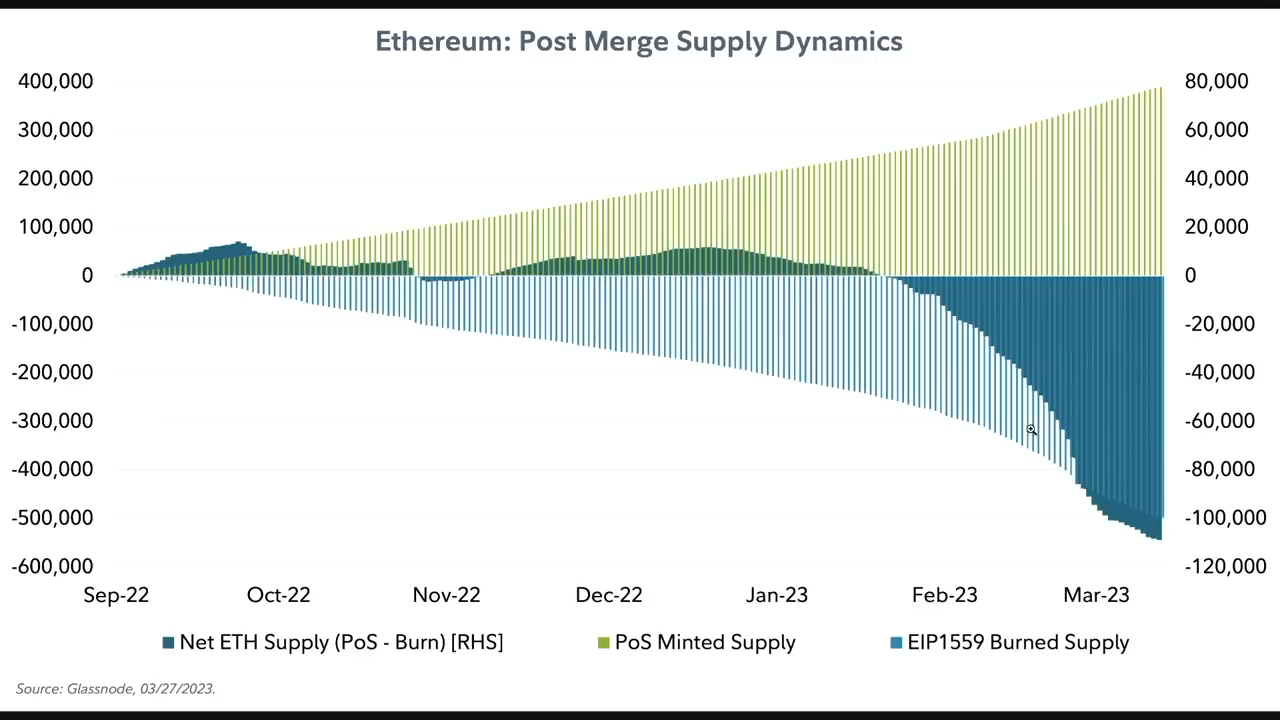 Ethereum: Post Merge Supply Dynamics
400,000 80,000
300,000 60,000
200,000 40,000
100,000 20,000
0 0
-100,000 -20,000
-200,000 -40,000
-300,000 -60,000
-400,000 -80,000
-500,000 -100,000
-600,000 -120,000
Sep-22 Oct-22 Nov-22 Dec-22 Jan-23 Feb-23 Mar-23
Net ETH Supply (PoS - Burn) [RHS] PoS Minted Supply EIP1559 Burned Supply
Source: Glassnode, 03/27/2023.